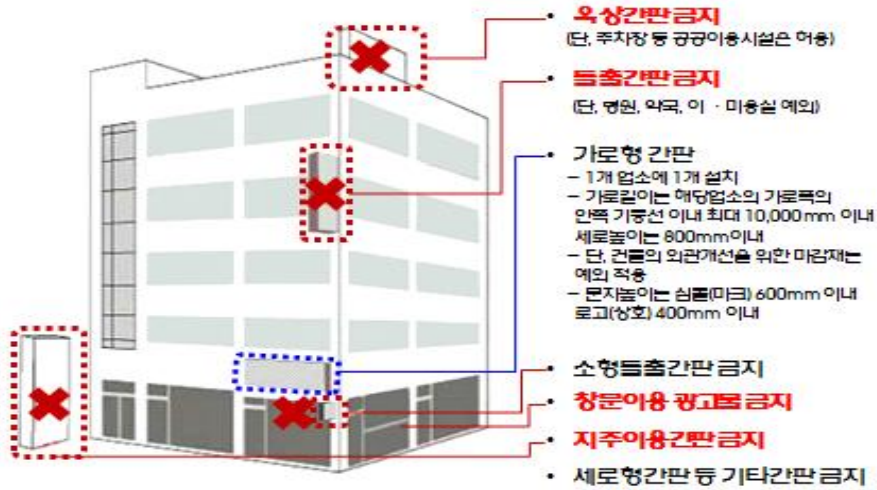 • 옥상간판금지
(단, 주차장 등 공공이용시설은 허용)
• 돌출간판금지
(단, 병원, 약국, 이 · 미용실 예외)
• 가로형 간판
– 1개 업소에 1개 설치
– 가로길이는 해당업소의 가로폭의
안쪽 기둥선 이내 최대 10,000mm 이내
세로높이는 800mm이내
– 단, 건물의 외관개선을 위한 마감재는
예외 적용
– 문자높이는 심볼(마크) 600mm 이내
로고(상호) 400mm 이내
• 소형돌출간판 금지
• 창문이용 광고물 금지
• 지주이용간판 금지
• 세로형간판 등 기타간판 금지